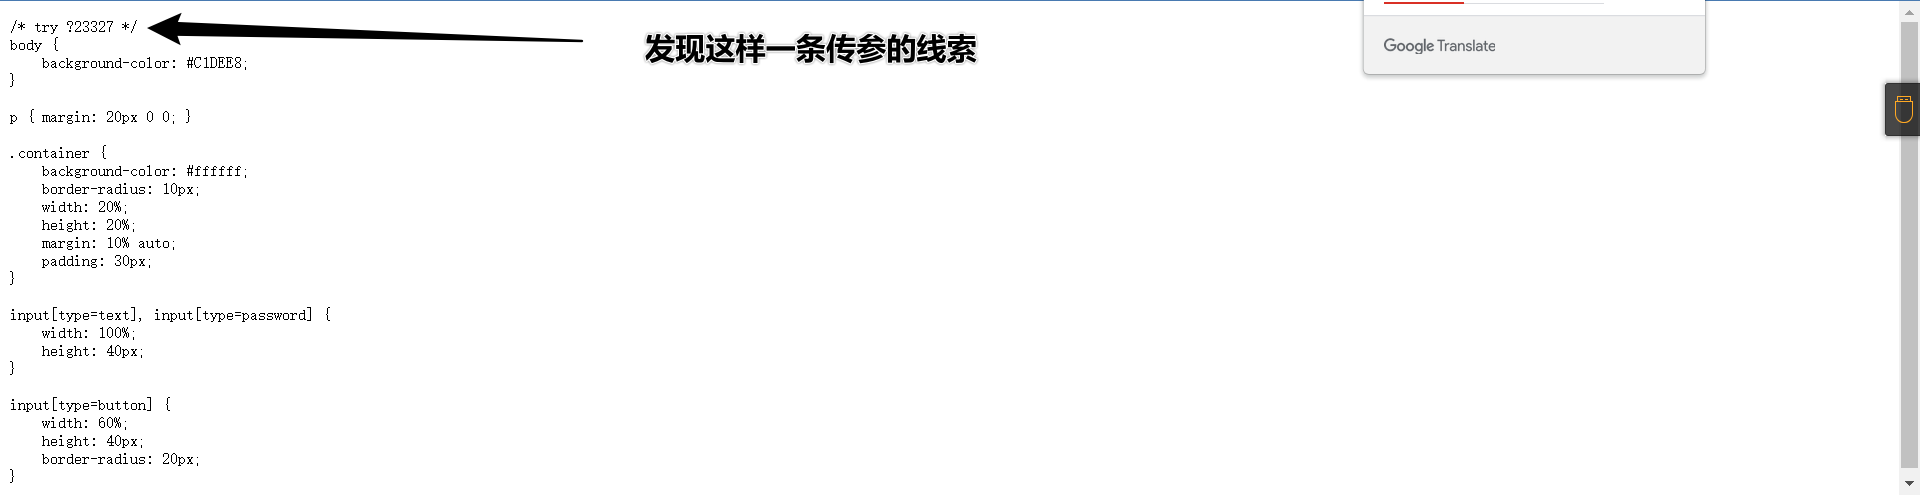 /* try ?23327 */
发现这样一条传参的线索
Google Translate
body {
    background-color: #C1DEE8;
}
p { margin: 20px 0 0; }
.container {
    background-color: #ffffff;
    border-radius: 10px;
    width: 20%;
    height: 20%;
    margin: 10% auto;
    padding: 30px;
}
input[type=text], input[type=password] {
    width: 100%;
    height: 40px;
}
input[type=button] {
    width: 60%;
    height: 40px;
    border-radius: 20px;
}